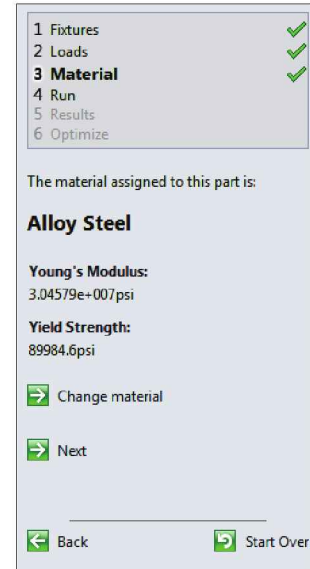 1 Fixtures
2 Loads
3 Material
4 Run
5 Results
6 Optimize
The material assigned to this part is:
Alloy Steel
Young's Modulus:
3.04579e+007psi
Yield Strength:
89984.6psi
Change material
Next
Back Start Over